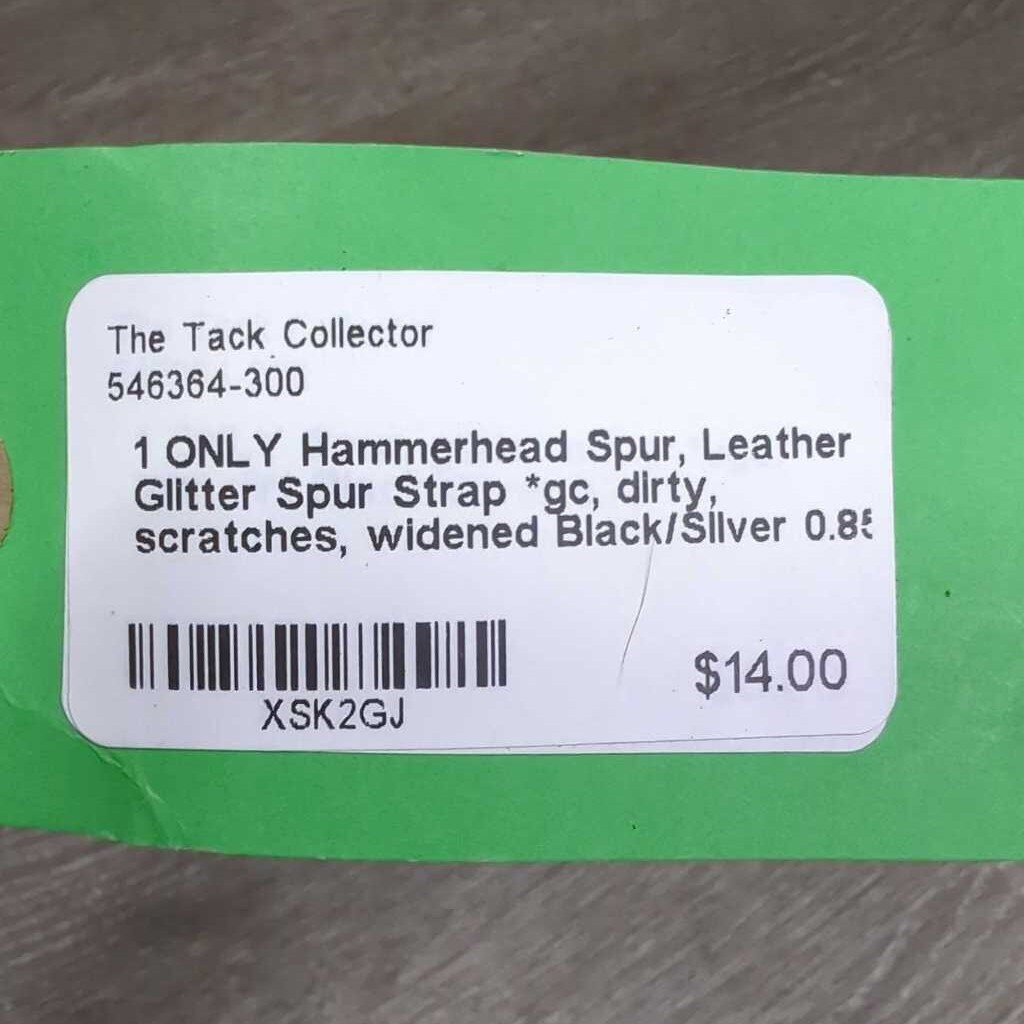 The Tack Collector
546364-300
1 ONLY Hammerhead Spur, Leather
Glitter Spur Strap *gc, dirty,
scratches, widened Black/Silver
XSK2GJ
$14.00